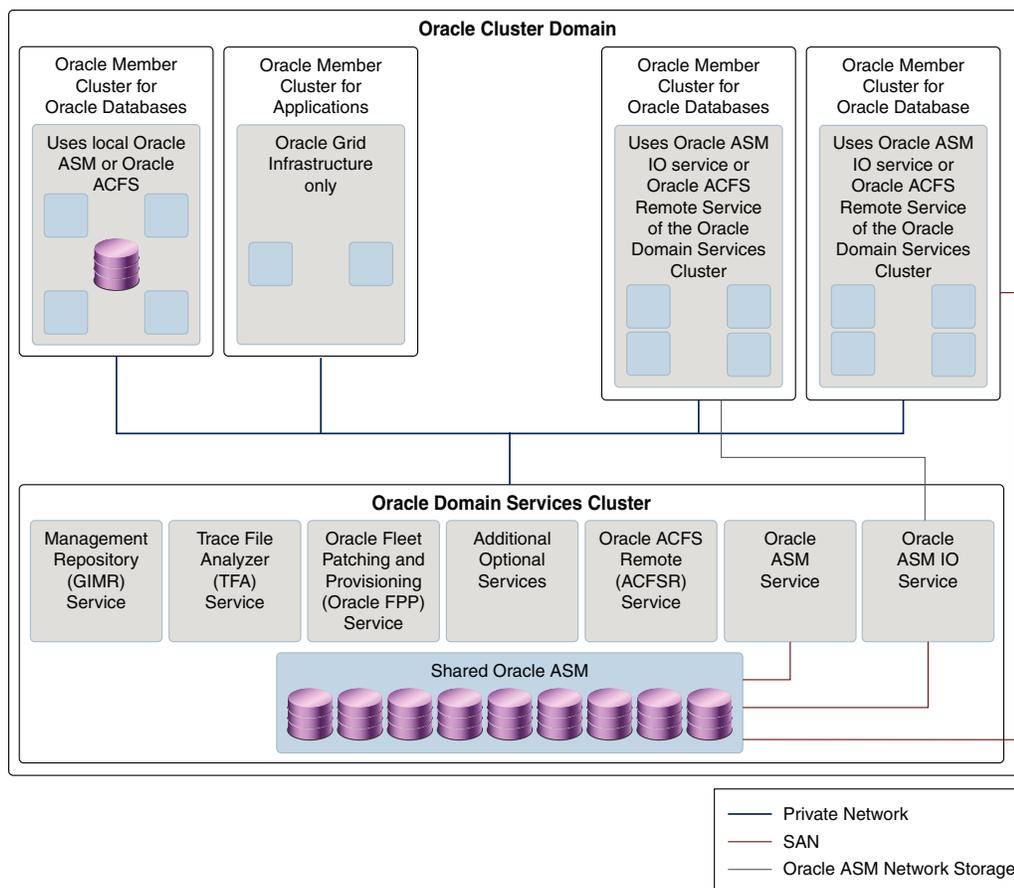 Oracle Cluster Domain
Oracle Member
Cluster for
Oracle Databases
Uses local Oracle
ASM or Oracle
ACFS
Oracle Member
Cluster for
Applications
Oracle Grid
Infrastructure
only
Oracle Member
Cluster for
Oracle Databases
Uses Oracle ASM
IO service or
Oracle ACFS
Remote Service
of the Oracle
Domain Services
Cluster
Oracle Member
Cluster for
Oracle Database
Uses Oracle ASM
IO service or
Oracle ACFS
Remote Service
of the Oracle
Domain Services
Cluster
Oracle Domain Services Cluster
Management
Repository
(GIMR)
Service
Trace File
Analyzer
(TFA)
Service
Oracle Fleet
Patching and
Provisioning
(Oracle FPP)
Service
Additional
Optional
Services
Oracle ACFS
Remote
(ACFSR)
Service
Oracle
ASM
Service
Oracle
ASM IO
Service
Shared Oracle ASM
Private Network
SAN
Oracle ASM Network Storage